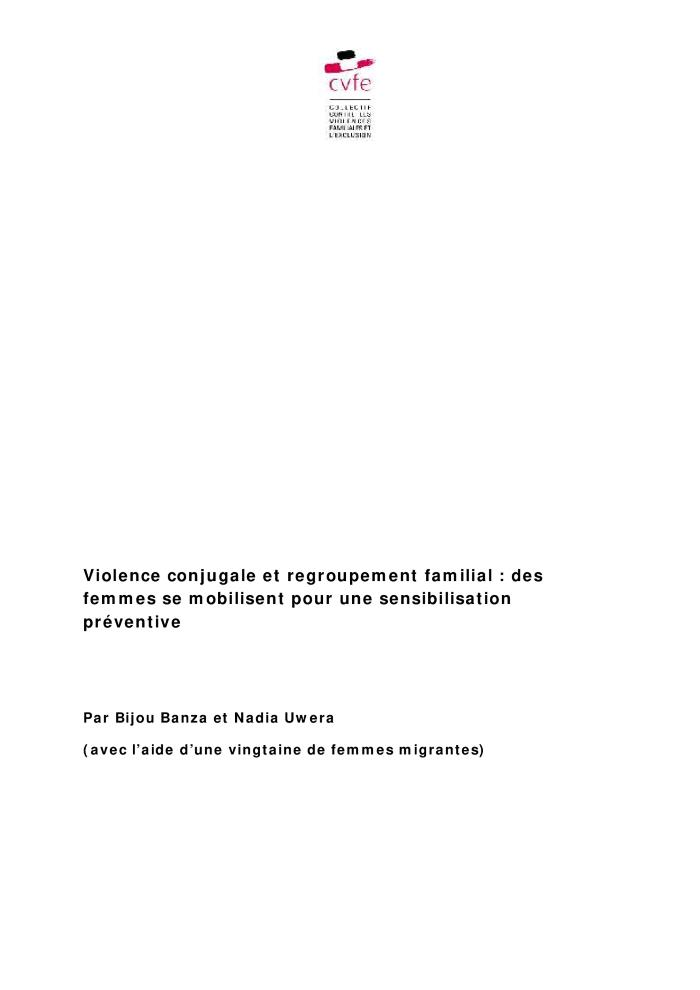 cvfe
COLLECTIF
CONTRE LES
VIOLENCES
FAMILIALES ET
L'EXCLUSION
Violence conjugale et regroupement familial : des
femmes se mobilisent pour une sensibilisation
préventive
Par Bijou Banza et Nadia Uwera
(avec l’aide d’une vingtaine de femmes migrantes)